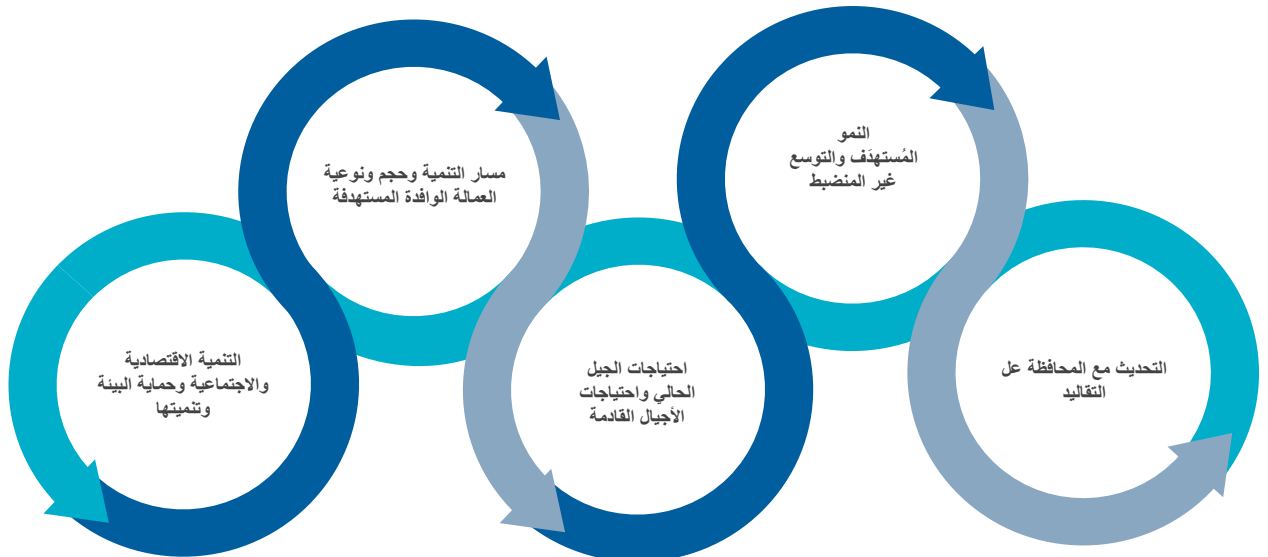 التحديث مع المحافظة عل
التقاليد
النمو
المُستهدَف والتوسع
غير المنضبط
احتياجات الجيل
الحالي واحتياجات
الأجيال القادمة
مسار التنمية وحجم ونوعية
العمالة الوافدة المستهدفة
التنمية الاقتصادية
والاجتماعية وحماية البيئة
وتنميتها